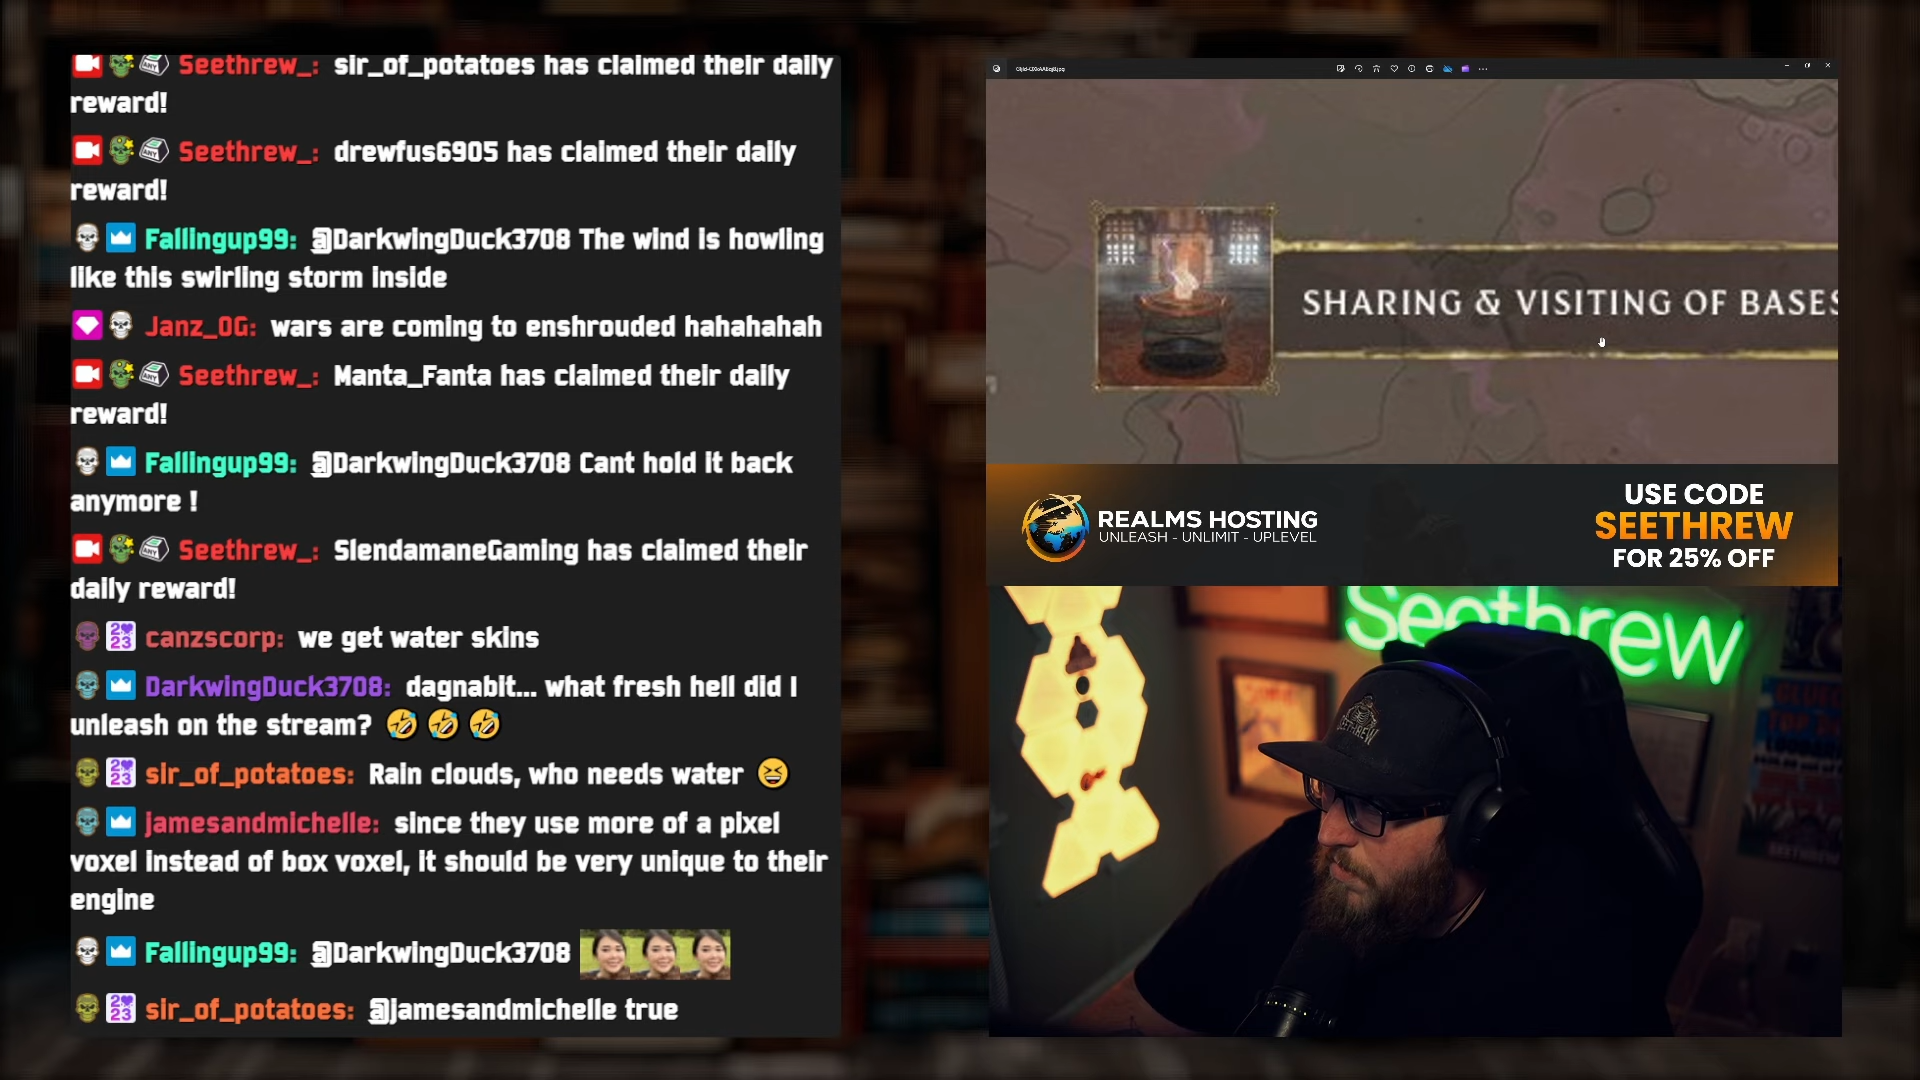 Seethrew_: sir_of_potatoes has claimed their daily
reward!
Seethrew_: drewfus6905 has claimed their daily
reward!
Fallingup99: @DarkwingDuck3708 The wind is howling
like this swirling storm inside
Janz_OG: wars are coming to enshrouded hahahahah
Seethrew_: Manta_Fanta has claimed their daily
reward!
Fallingup99: @DarkwingDuck3708 Cant hold it back
anymore !
Seethrew_: SlendamaneGaming has claimed their
daily reward!
canzscorp: we get water skins
DarkwingDuck3708: dagnabit... what fresh hell did I
unleash on the stream? 🤣 🤣 🤣
sir_of_potatoes: Rain clouds, who needs water 😆
jamesandmichelle: since they use more of a pixel
voxel instead of box voxel, it should be very unique to their
engine
Fallingup99: @DarkwingDuck3708
sir_of_potatoes: @jamesandmichelle true
SHARING & VISITING OF BASES
REALMS HOSTING
UNLEASH - UNLIMIT - UPLEVEL
USE CODE
SEETHREW
FOR 25% OFF
Seethrew